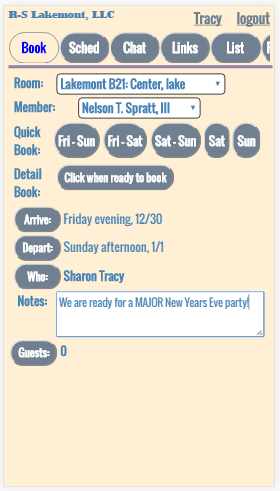 R-S Lakemont, LLC Tracy logout
Book Sched Chat Links List
Room: Lakemont B21: Center, lake
Member: Nelson T. Spratt, III
Quick Book: Fri - Sun Fri - Sat Sat - Sun Sat Sun
Detail Book: Click when ready to book
Arrive: Friday evening, 12/30
Depart: Sunday afternoon, 1/1
Who: Sharon Tracy
Notes: We are ready for a MAJOR New Years Eve party!
Guests: 0